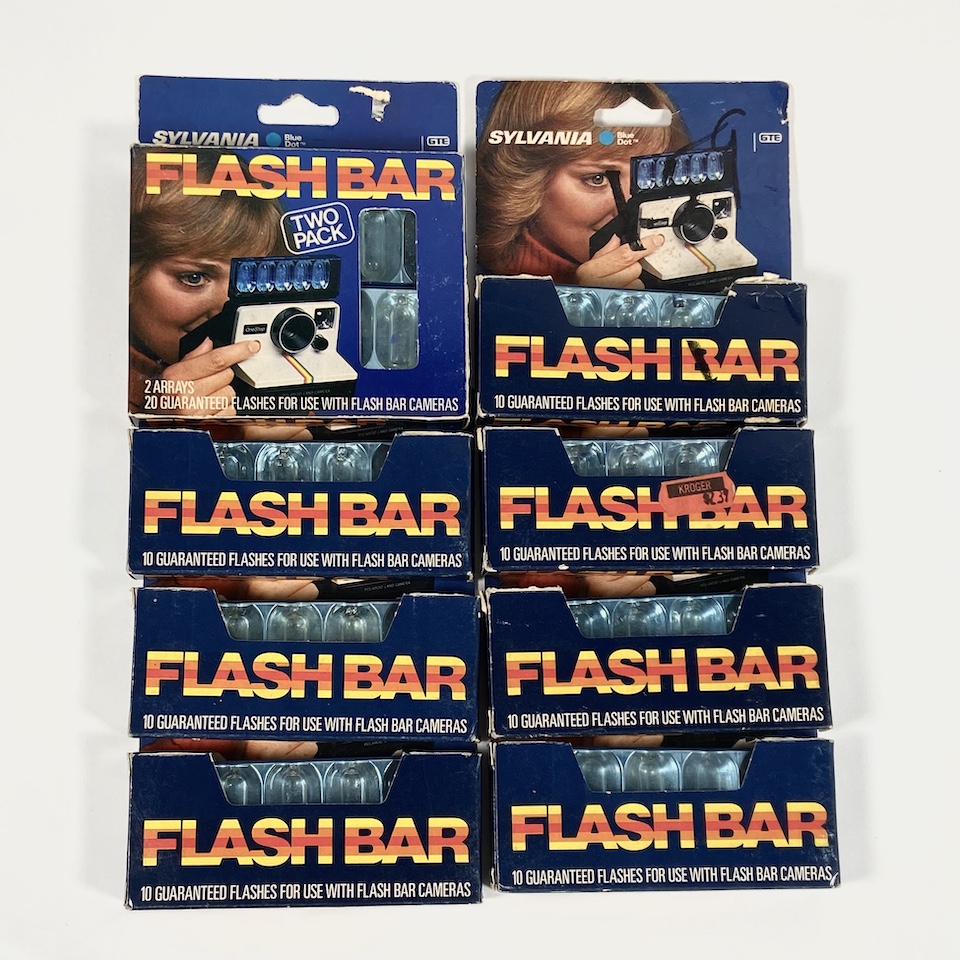 SYLVANIA Blue Dot™ GTE
FLASH BAR
TWO PACK
OneStep
2 ARRAYS
20 GUARANTEED FLASHES FOR USE WITH FLASH BAR CAMERAS
SYLVANIA Blue Dot™ GTE
FLASH BAR
10 GUARANTEED FLASHES FOR USE WITH FLASH BAR CAMERAS
FLASH BAR
10 GUARANTEED FLASHES FOR USE WITH FLASH BAR CAMERAS
KROGER
FLASH BAR
10 GUARANTEED FLASHES FOR USE WITH FLASH BAR CAMERAS
FLASH BAR
10 GUARANTEED FLASHES FOR USE WITH FLASH BAR CAMERAS
FLASH BAR
10 GUARANTEED FLASHES FOR USE WITH FLASH BAR CAMERAS
FLASH BAR
10 GUARANTEED FLASHES FOR USE WITH FLASH BAR CAMERAS
FLASH BAR
10 GUARANTEED FLASHES FOR USE WITH FLASH BAR CAMERAS